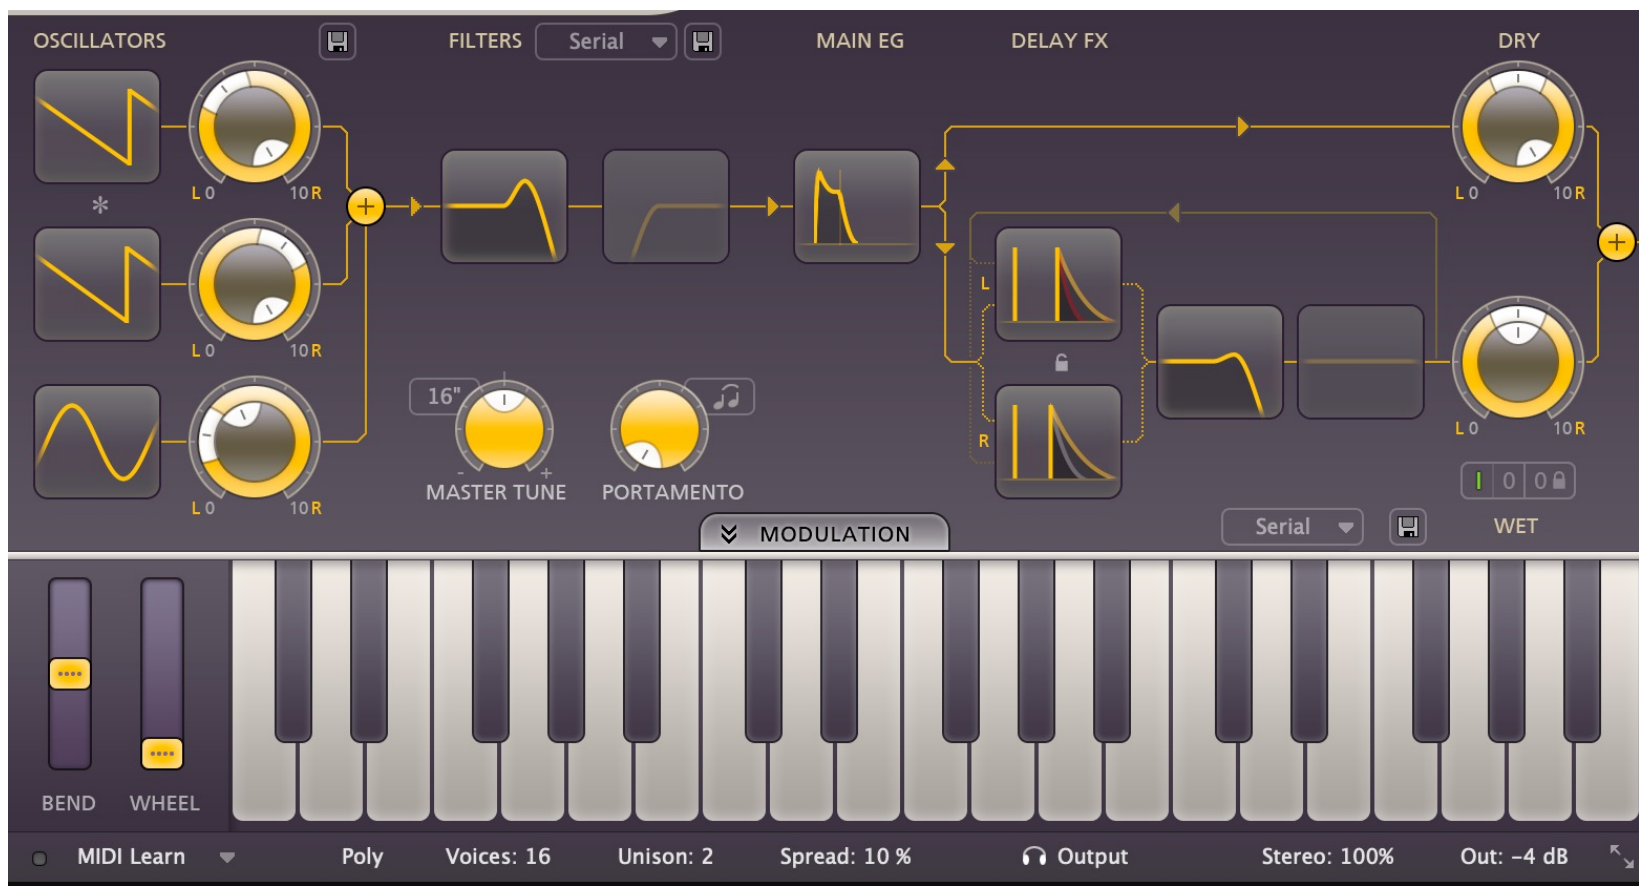 OSCILLATORS
FILTERS Serial
MAIN EG
DELAY FX
DRY
L 0 10 R
L 0 10 R
*
L 0 10 R
L 0 10 R
L 0 10 R
+
+
L
R
16"
- +
MASTER TUNE
PORTAMENTO
I 0 0
Serial
WET
MODULATION
BEND WHEEL
MIDI Learn Poly Voices: 16 Unison: 2 Spread: 10 % Output Stereo: 100% Out: −4 dB